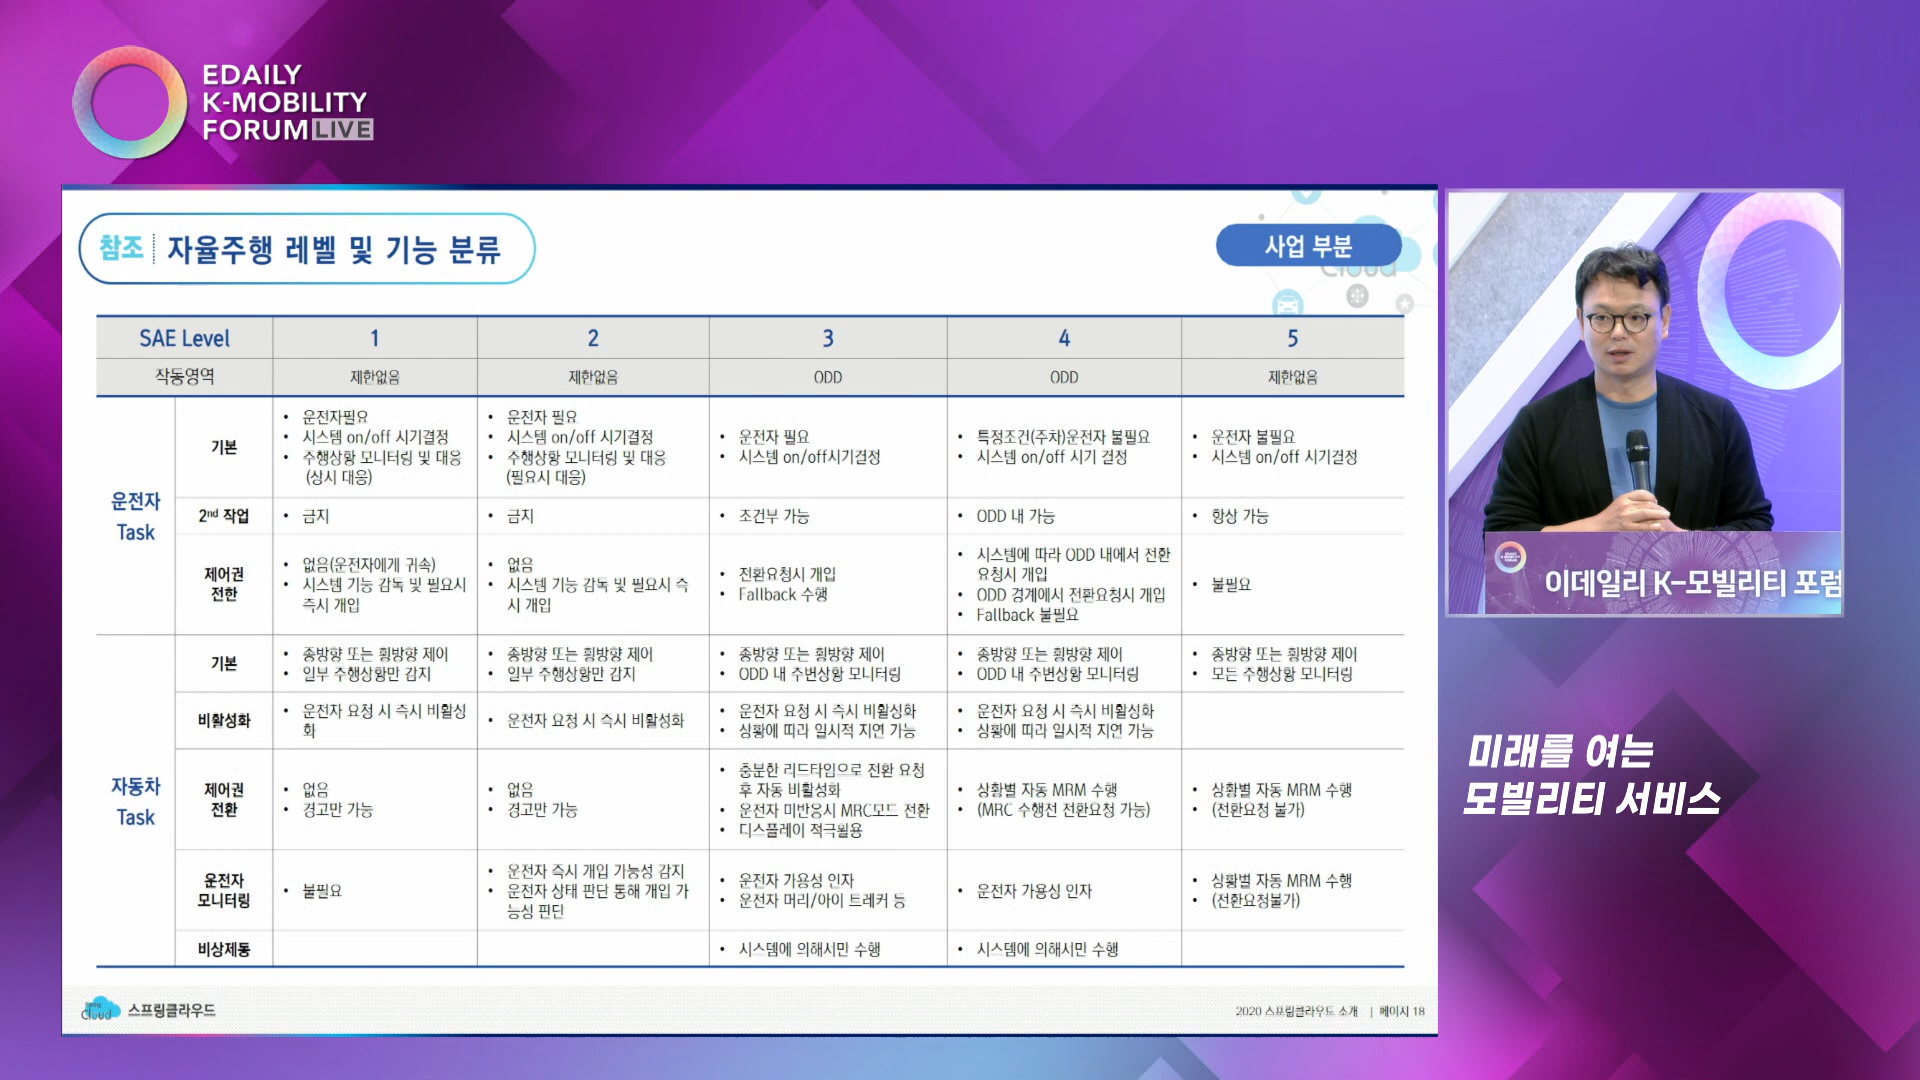 EDAILY
K-MOBILITY
FORUM LIVE
참조 자율주행 레벨 및 기능 분류
사업 부분
Cloud
SAE Level 1 2 3 4 5
작동영역 제한없음 제한없음 ODD ODD 제한없음
운전자
Task
기본
• 운전자필요
• 시스템 on/off 시기결정
• 주행상황 모니터링 및 대응
(상시 대응)
• 운전자 필요
• 시스템 on/off 시기결정
• 주행상황 모니터링 및 대응
(필요시 대응)
• 운전자 필요
• 시스템 on/off시기결정
• 특정조건(주차)운전자 불필요
• 시스템 on/off 시기 결정
• 운전자 불필요
• 시스템 on/off 시기결정
2nd 작업
• 금지
• 금지
• 조건부 가능
• ODD 내 가능
• 항상 가능
제어권
전한
• 없음(운전자에게 귀속)
• 시스템 기능 감독 및 필요시
즉시 개입
• 없음
• 시스템 기능 감독 및 필요시 즉
시 개입
• 전환요청시 개입
• Fallback 수행
• 시스템에 따라 ODD 내에서 전환
요청시 개입
• ODD 경계에서 전환요청시 개입
• Fallback 불필요
• 불필요
자동차
Task
기본
• 종방향 또는 횡방향 제어
• 일부 주행상황만 감지
• 종방향 또는 횡방향 제어
• 일부 주행상황만 감지
• 종방향 또는 횡방향 제어
• ODD 내 주변상황 모니터링
• 종방향 또는 횡방향 제어
• ODD 내 주변상황 모니터링
• 종방향 또는 횡방향 제어
• 모든 주행상황 모니터링
비활성화
• 운전자 요청 시 즉시 비활성
화
• 운전자 요청 시 즉시 비활성화
• 운전자 요청 시 즉시 비활성화
• 상황에 따라 일시적 지연 가능
• 운전자 요청 시 즉시 비활성화
• 상황에 따라 일시적 지연 가능
제어권
전환
• 없음
• 경고만 가능
• 없음
• 경고만 가능
• 충분한 리드타임으로 전환 요청
후 자동 비활성화
• 운전자 미반응시 MRC모드 전환
• 디스플레이 적극활용
• 상황별 자동 MRM 수행
• (MRC 수행전 전환요청 가능)
• 상황별 자동 MRM 수행
• (전환요청 불가)
운전자
모니터링
• 불필요
• 운전자 즉시 개입 가능성 감지
• 운전자 상태 판단 통해 개입 가
능성 판단
• 운전자 가용성 인자
• 운전자 머리/아이 트레커 등
• 운전자 가용성 인자
• 상황별 자동 MRM 수행
• (전환요청불가)
비상제동
• 시스템에 의해서만 수행
• 시스템에 의해서만 수행
Spring
Cloud
스프링클라우드
2020 스프링클라우드 소개 | 페이지 18
이데일리 K-모빌리티 포럼
미래를 여는
모빌리티 서비스